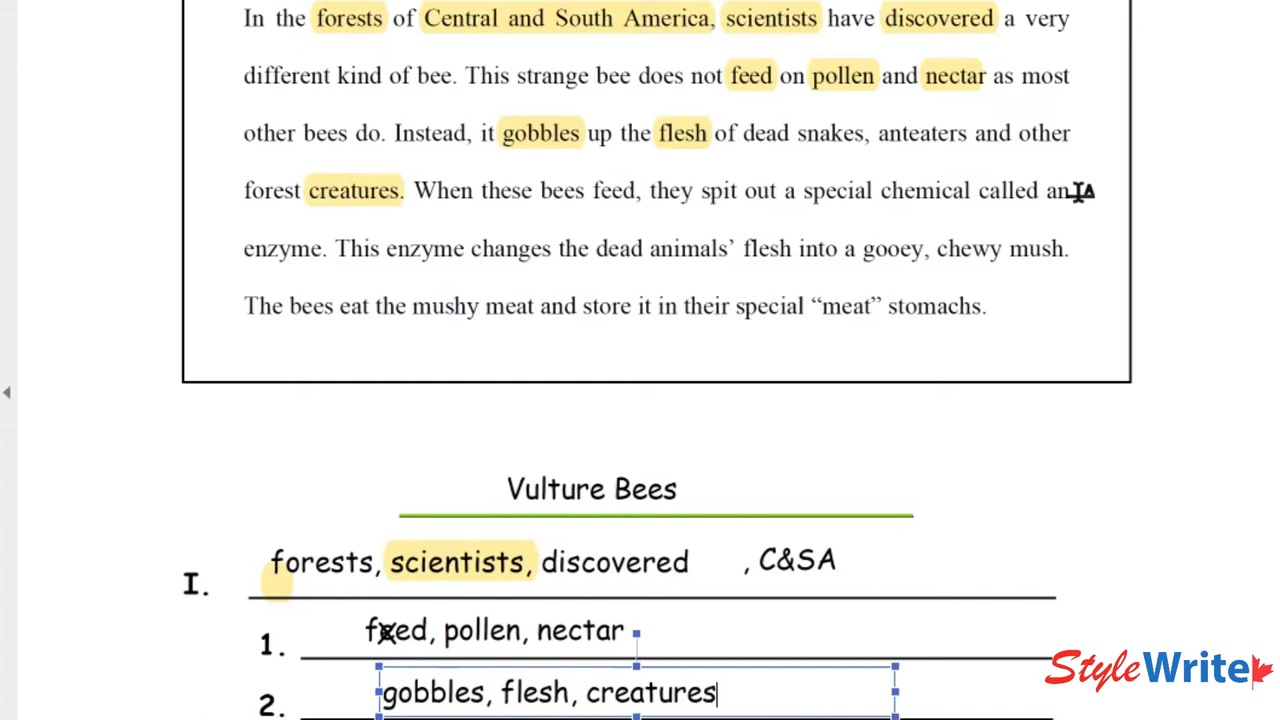 In the forests of Central and South America, scientists have discovered a very
different kind of bee. This strange bee does not feed on pollen and nectar as most
other bees do. Instead, it gobbles up the flesh of dead snakes, anteaters and other
forest creatures. When these bees feed, they spit out a special chemical called an
enzyme. This enzyme changes the dead animals’ flesh into a gooey, chewy mush.
The bees eat the mushy meat and store it in their special “meat” stomachs.
Vulture Bees
I. forests, scientists, discovered , C&SA
1. feed, pollen, nectar
2. gobbles, flesh, creatures
StyleWrite